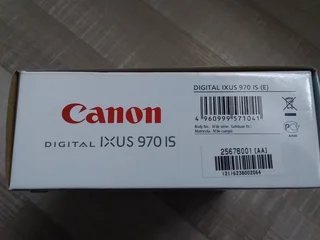 DIGITAL IXUS 970 IS (E)
Canon
DIGITAL IXUS 970 IS
4 960999 571041
2567B001 (AA)